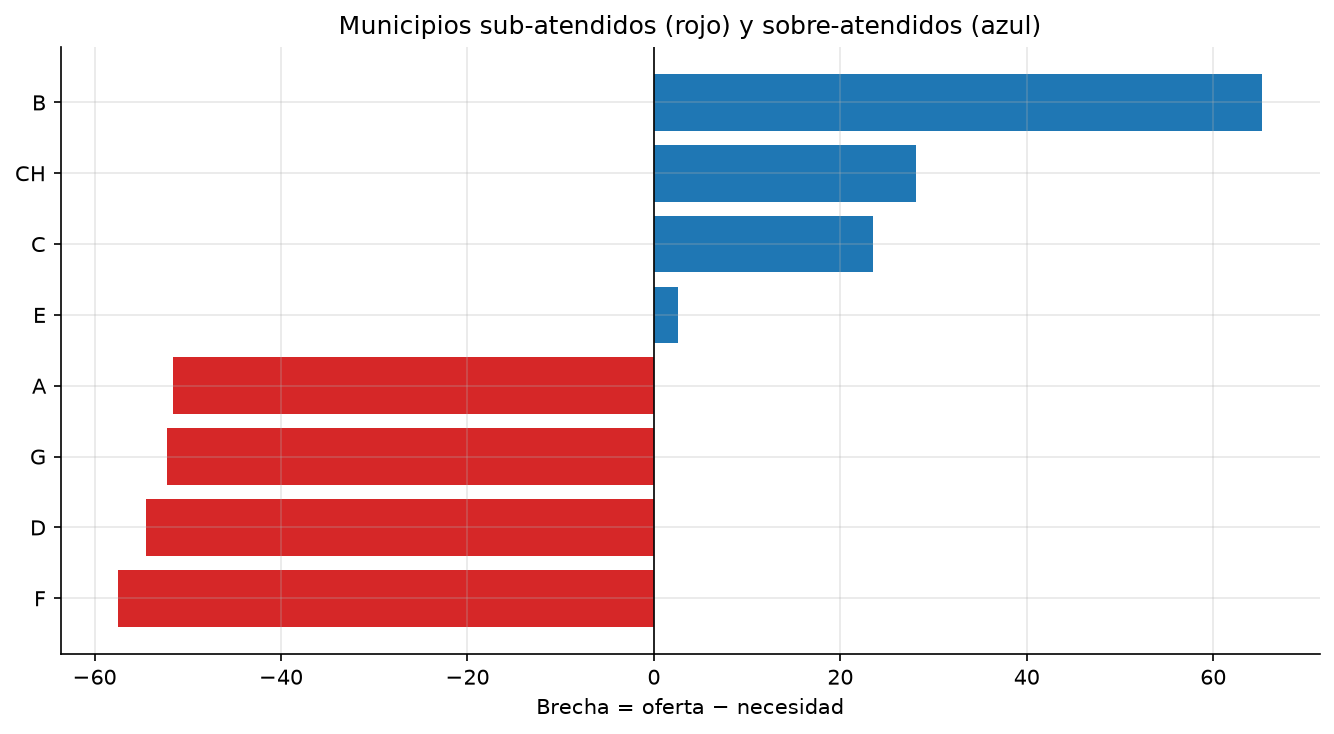 Municipios sub-atendidos (rojo) y sobre-atendidos (azul)
B
CH
C
E
A
G
D
F
−60 −40 −20 0 20 40 60
Brecha = oferta − necesidad